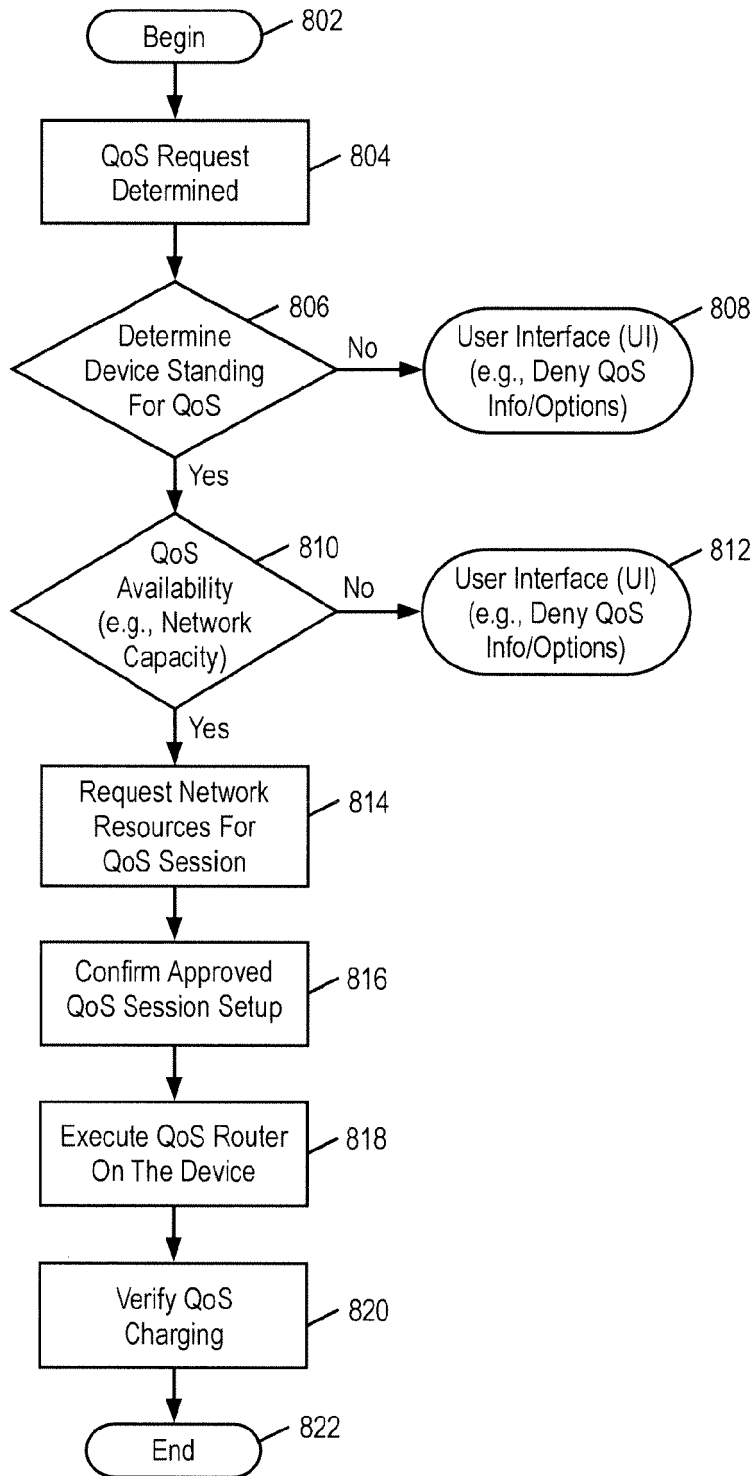 Begin
802
QoS Request
Determined
804
806
Determine
Device Standing
For QoS
No
808
User Interface (UI)
(e.g., Deny QoS
Info/Options)
Yes
810
QoS
Availability
(e.g., Network
Capacity)
No
812
User Interface (UI)
(e.g., Deny QoS
Info/Options)
Yes
Request Network
Resources For
QoS Session
814
Confirm Approved
QoS Session Setup
816
Execute QoS Router
On The Device
818
Verify QoS
Charging
820
End
822